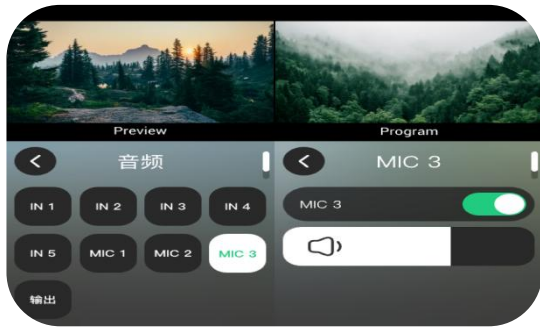 Preview
Program
音频
MIC 3
IN 1
IN 2
IN 3
IN 4
MIC 3
IN 5
MIC 1
MIC 2
MIC 3
输出